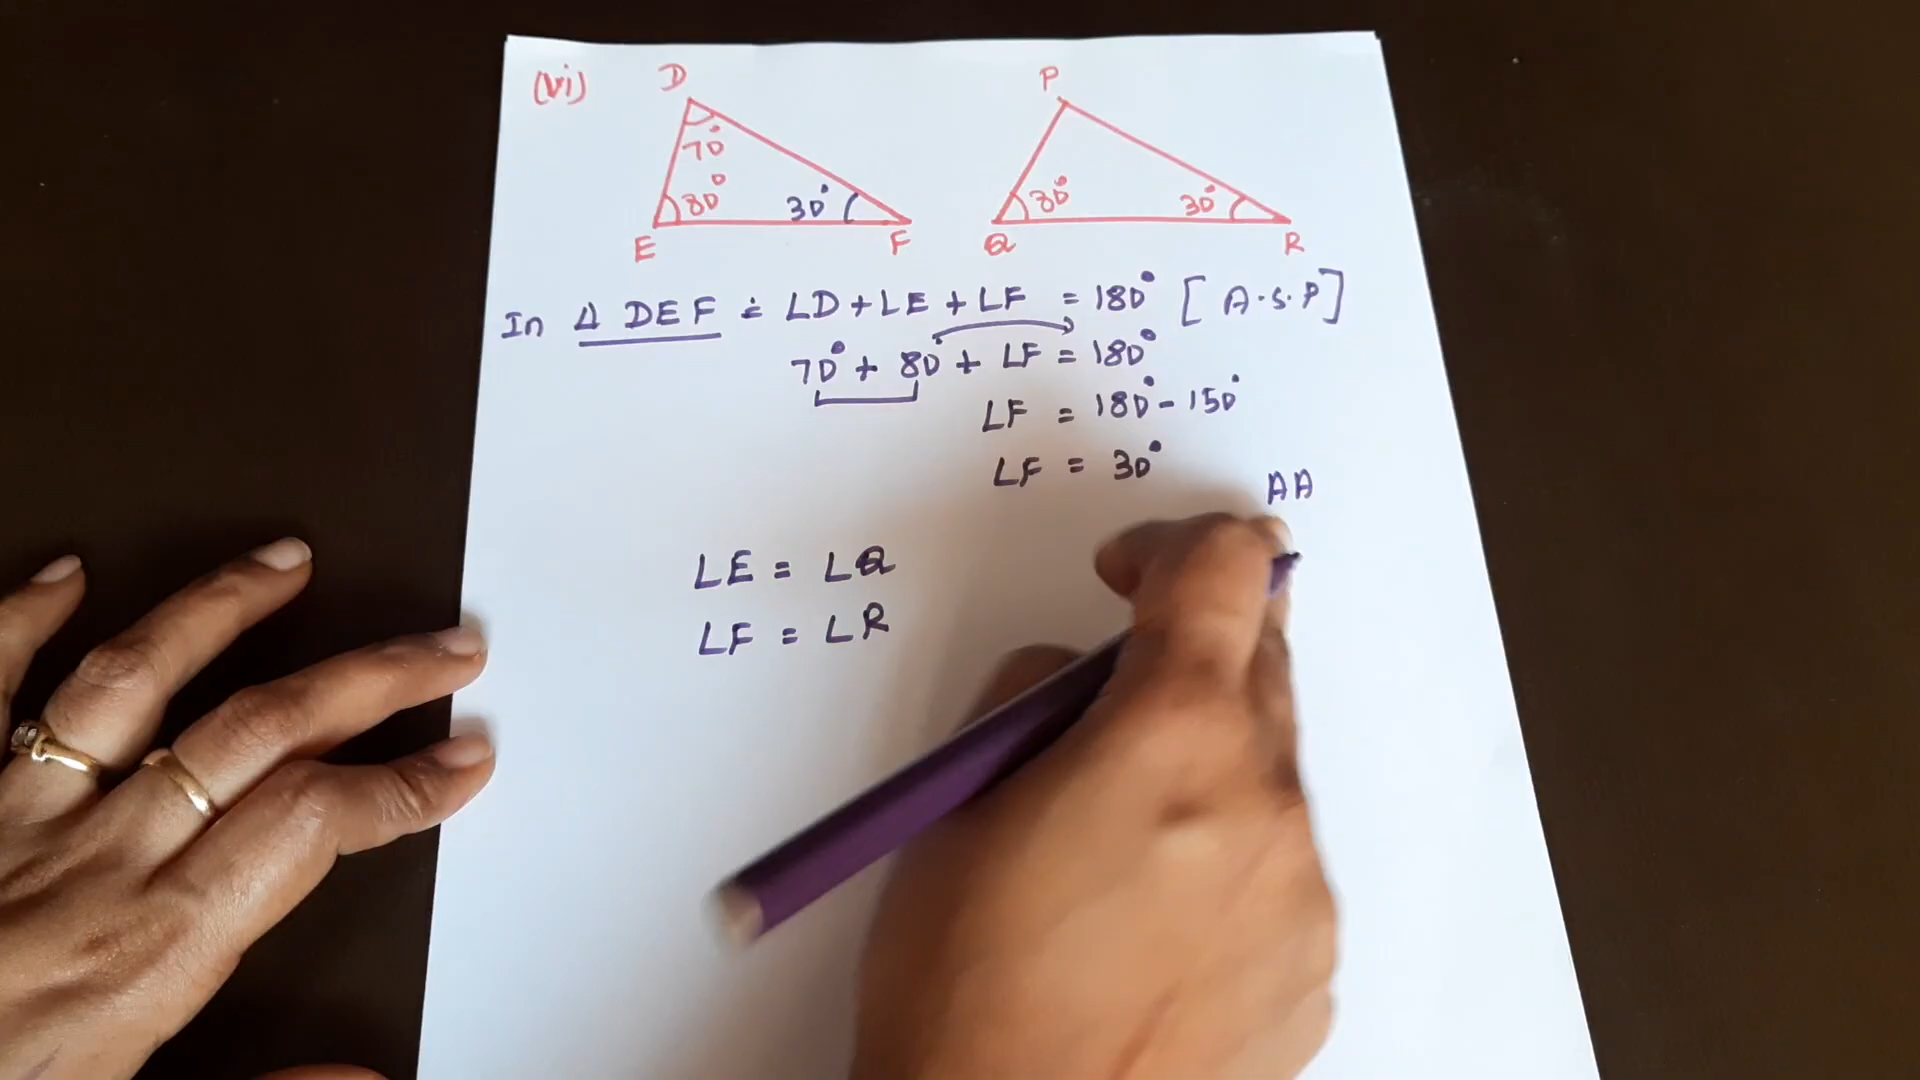 (vi)
D
P
70°
80°
30°
80°
30°
E
F
Q
R
In Δ DEF ÷ ∠D + ∠E + ∠F = 180° [A.S.P]
70° + 80° + ∠F = 180°
∠F = 180° - 150°
∠F = 30°
AA
∠E = ∠Q
∠F = ∠R